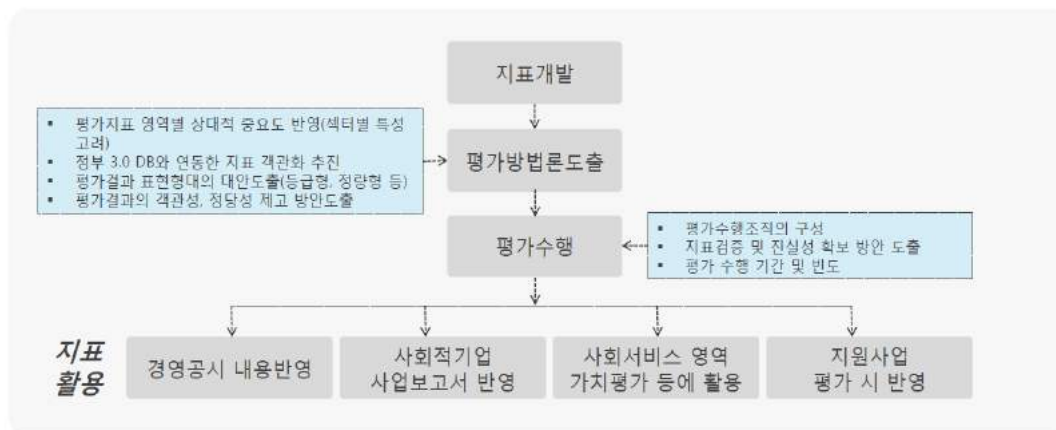 지표개발
▪ 평가지표 영역별 상대적 중요도 반영(섹터별 특성
고려)
▪ 정부 3.0 DB와 연동한 지표 객관화 추진
▪ 평가결과 표현형태의 대안도출(등급형, 정량형 등)
▪ 평가결과의 객관성, 정당성 제고 방안도출
평가방법론도출
평가수행
▪ 평가수행조직의 구성
▪ 지표검증 및 진실성 확보 방안 도출
▪ 평가 수행 기간 및 빈도
지표
활용
경영공시 내용반영
사회적기업
사업보고서 반영
사회서비스 영역
가치평가 등에 활용
지원사업
평가 시 반영